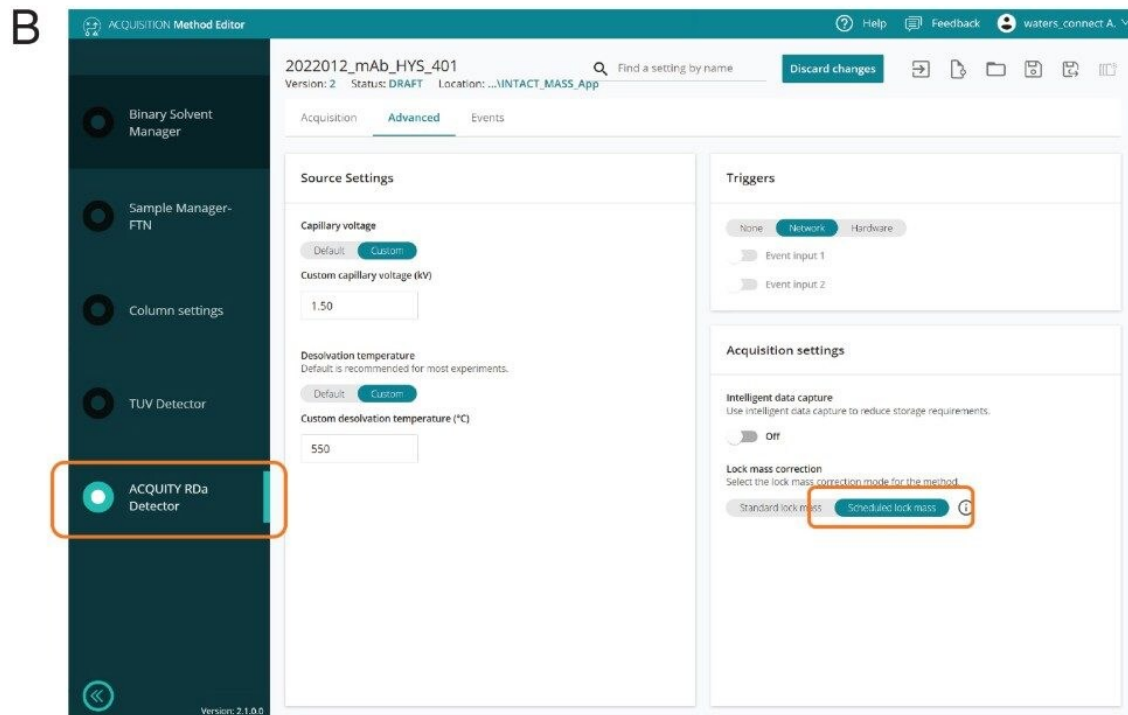 B
ACQUISITION Method Editor
Help
Feedback
waters_connect A.
Binary Solvent
Manager
Sample Manager-
FTN
Column settings
TUV Detector
ACQUITY RDa
Detector
Version: 2.1.0.0
2022012_mAb_HYS_401
Version: 2 Status: DRAFT Location: ...\INTACT_MASS_App
Find a setting by name
Discard changes
Acquisition Advanced Events
Source Settings
Capillary voltage
Default Custom
Custom capillary voltage (kV)
1.50
Desolvation temperature
Default is recommended for most experiments.
Default Custom
Custom desolvation temperature (°C)
550
Triggers
None Network Hardware
Event input 1
Event input 2
Acquisition settings
Intelligent data capture
Use intelligent data capture to reduce storage requirements.
Off
Lock mass correction
Select the lock mass correction mode for the method.
Standard lock mass Scheduled lock mass